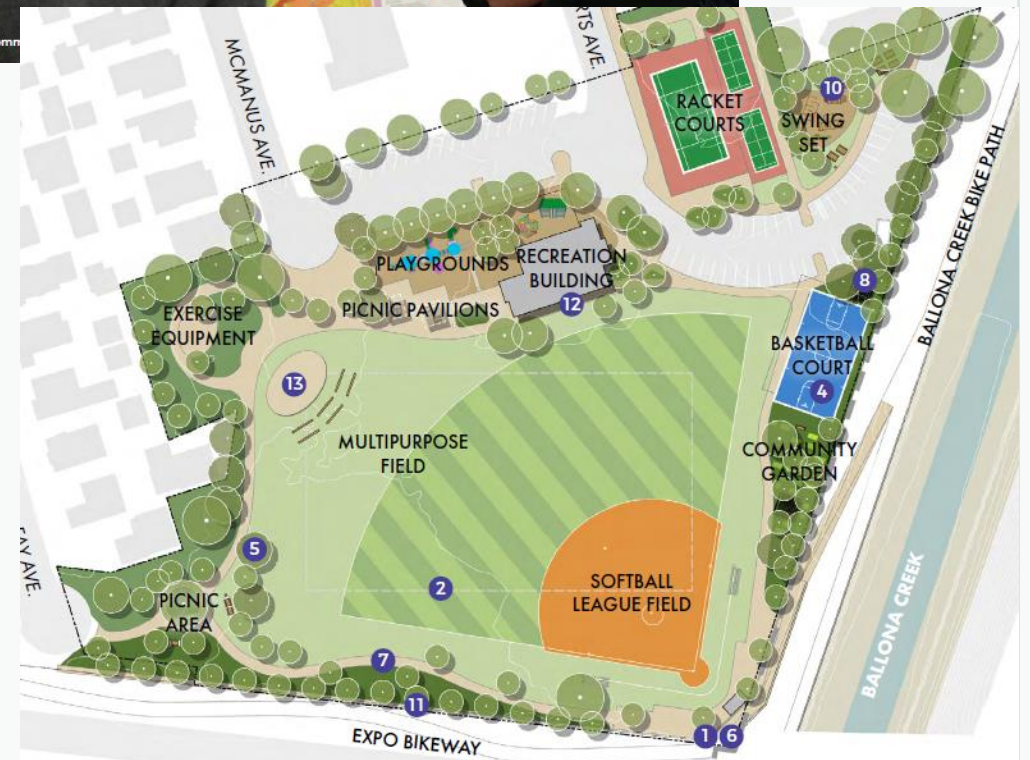 MCMANUS AVE.
RTS AVE.
RACKET
COURTS
10
SWING
SET
BALLONA CREEK BIKE PATH
PLAYGROUNDS
RECREATION
BUILDING
8
EXERCISE
EQUIPMENT
PICNIC PAVILIONS
12
BASKETBALL
COURT
4
13
MULTIPURPOSE
FIELD
COMMUNITY
GARDEN
5
2
SOFTBALL
LEAGUE FIELD
PICNIC
AREA
AY AVE.
BALLONA CREEK
7
11
EXPO BIKEWAY
1
6